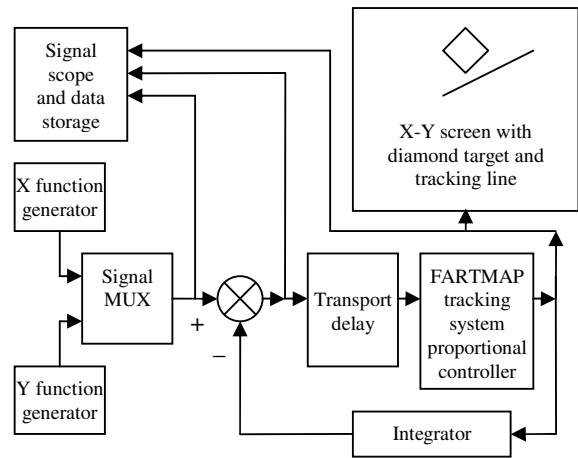 Signal
scope
and data
storage
X-Y screen with
diamond target and
tracking line
X function
generator
Signal
MUX
+
−
Transport
delay
FARTMAP
tracking
system
proportional
controller
Y function
generator
Integrator